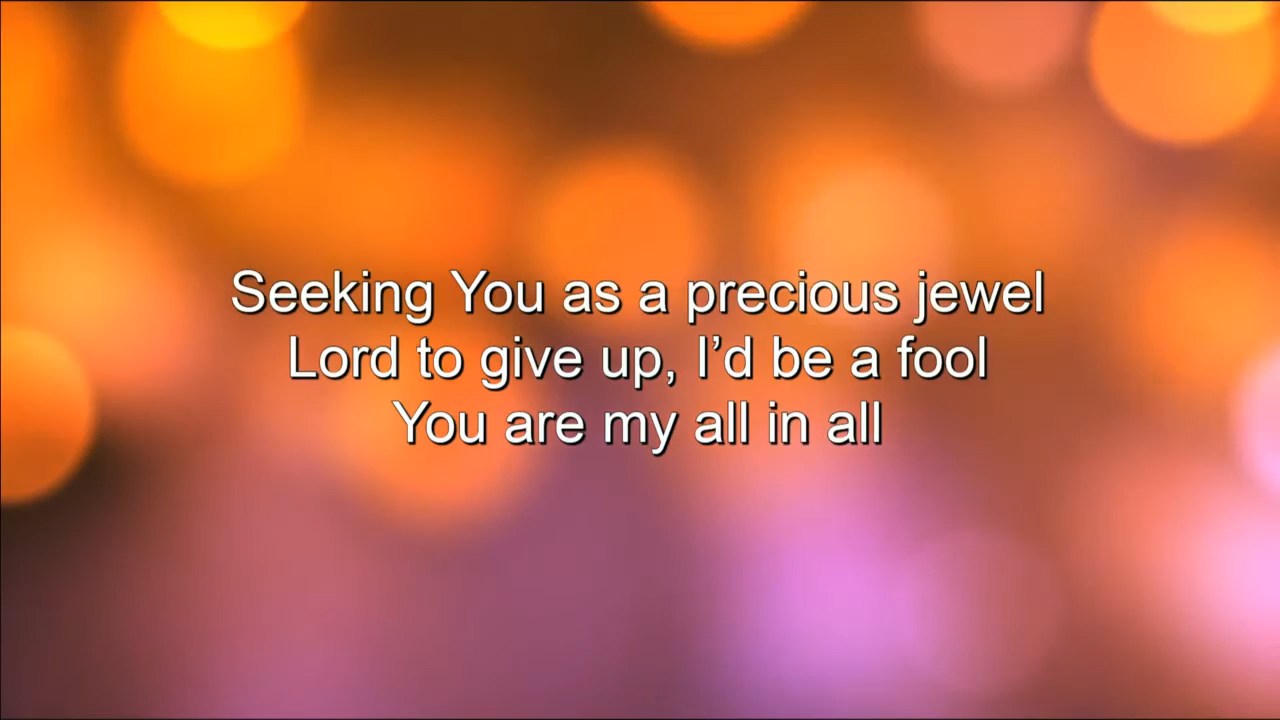 Seeking You as a precious jewel
Lord to give up, I’d be a fool
You are my all in all